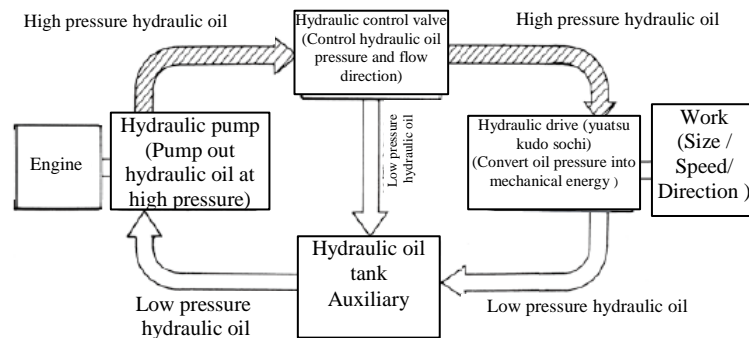 High pressure hydraulic oil
Hydraulic control valve
(Control hydraulic oil
pressure and flow
direction)
High pressure hydraulic oil
Engine
Hydraulic pump
(Pump out
hydraulic oil at
high pressure)
Low pressure
hydraulic oil
Hydraulic drive (yuatsu
kudo sochi)
(Convert oil pressure into
mechanical energy )
Work
(Size /
Speed/
Direction )
Hydraulic oil
tank
Auxiliary
Low pressure
hydraulic oil
Low pressure hydraulic oil